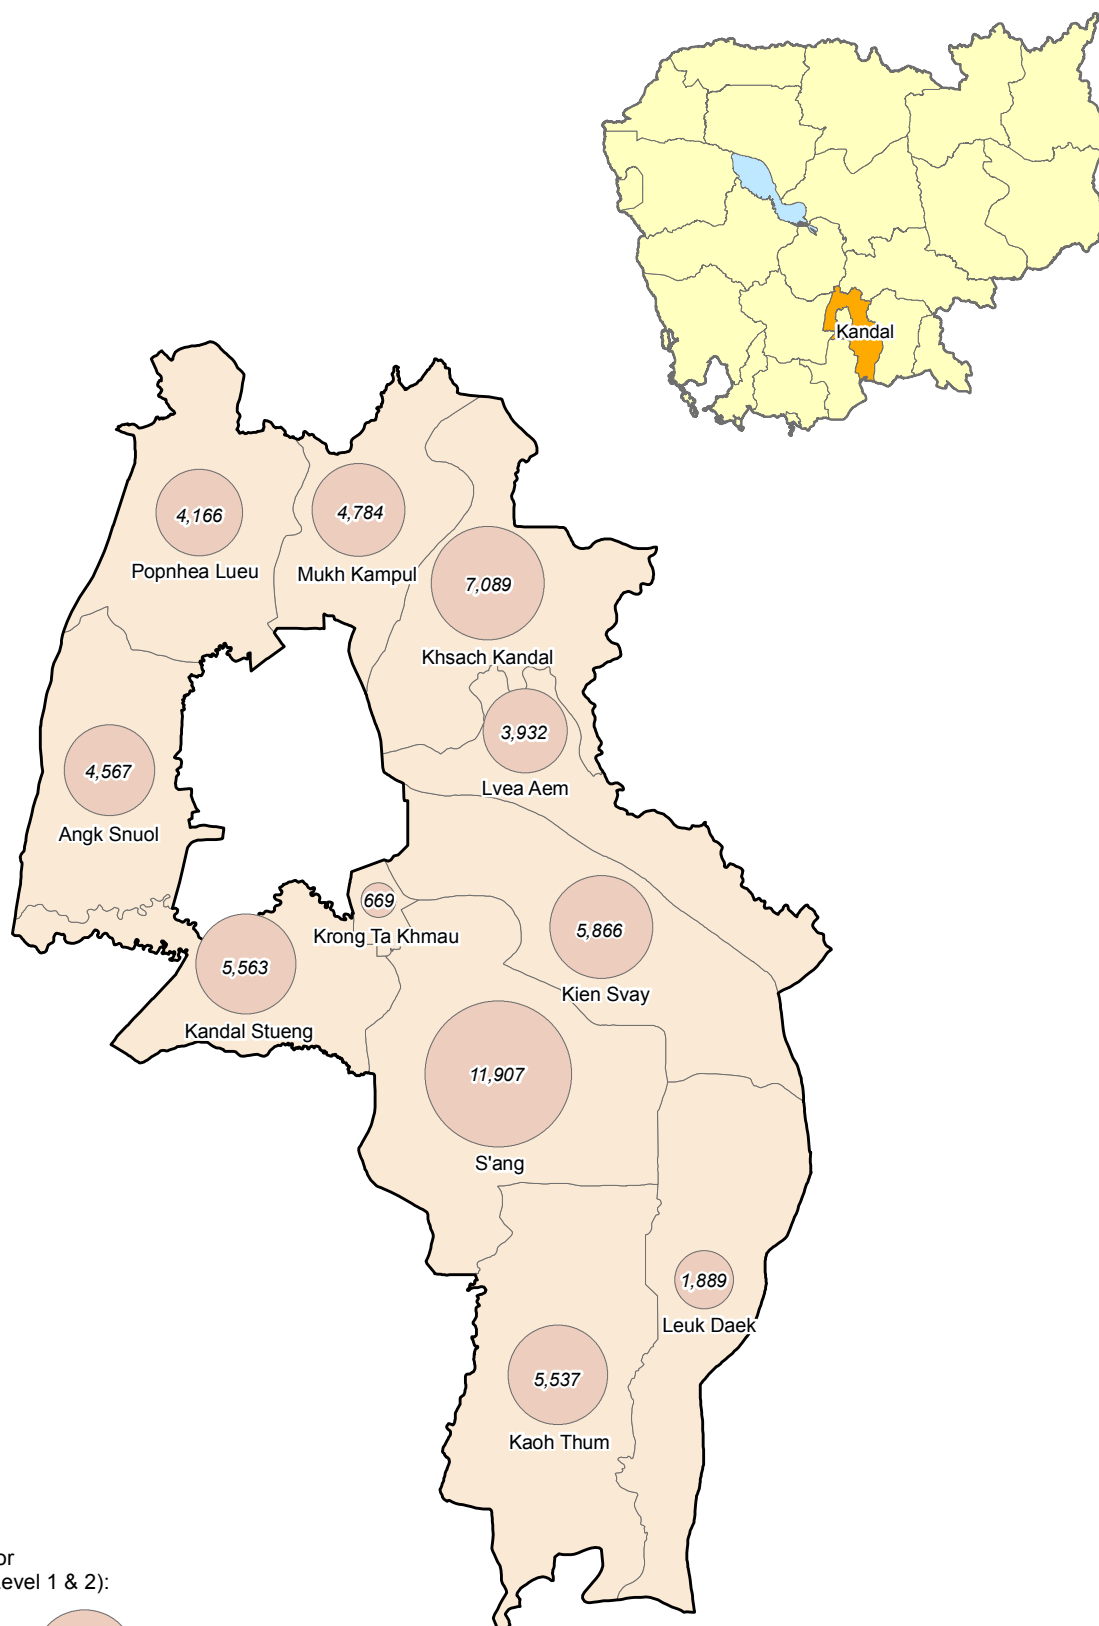 Kandal
4,166
Popnhea Lueu
4,784
Mukh Kampul
7,089
Khsach Kandal
3,932
Lvea Aem
4,567
Angk Snuol
669
Krong Ta Khmau
5,563
Kandal Stueng
5,866
Kien Svay
11,907
S'ang
1,889
Leuk Daek
5,537
Kaoh Thum
1 & 2):